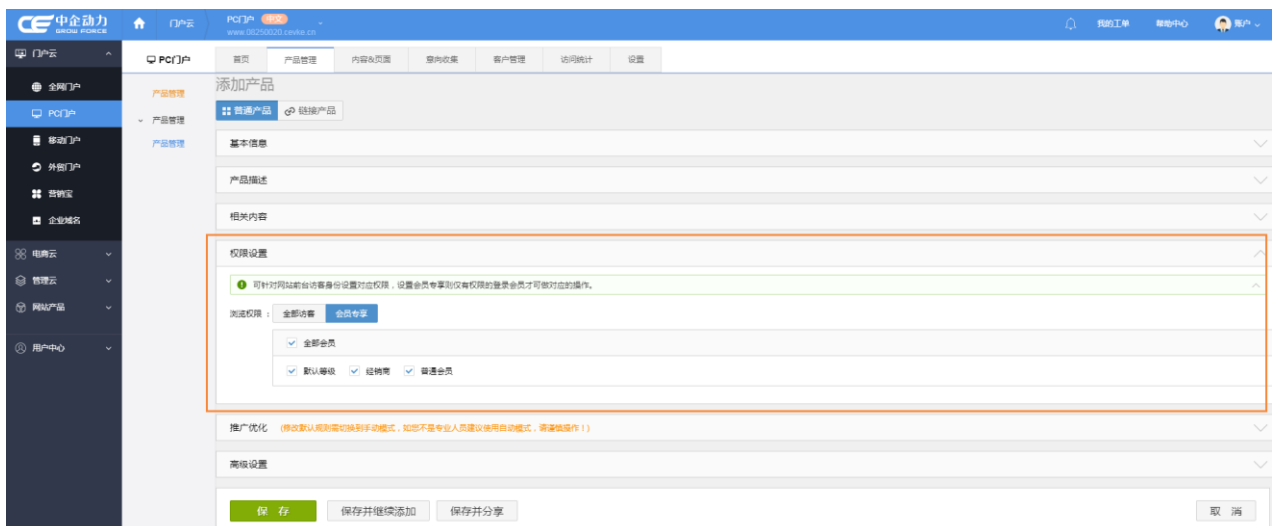 中企动力
GROW FORCE
门户云
PC门户 中文
www.00250020.cevke.cn
我的工单
帮助中心
账户
门户云
全网门户
PC门户
移动门户
外贸门户
营销宝
企业域名
电商云
管理云
网站产品
用户中心
PC门户
产品管理
产品管理
产品管理
首页
产品管理
内容&页面
意向收集
客户管理
访问统计
设置
添加产品
普通产品
链接产品
基本信息
产品描述
相关内容
权限设置
可针对网站前台访客身份设置对应权限，设置会员专享则仅有权限的登录会员才可做对应的操作。
浏览权限： 全部访客 会员专享
全部会员
默认等级 经销商 普通会员
推广优化 (修改默认规则需切换到手动模式，如您不是专业人员建议使用自动模式，请谨慎操作！)
高级设置
保 存
保存并继续添加
保存并分享
取 消